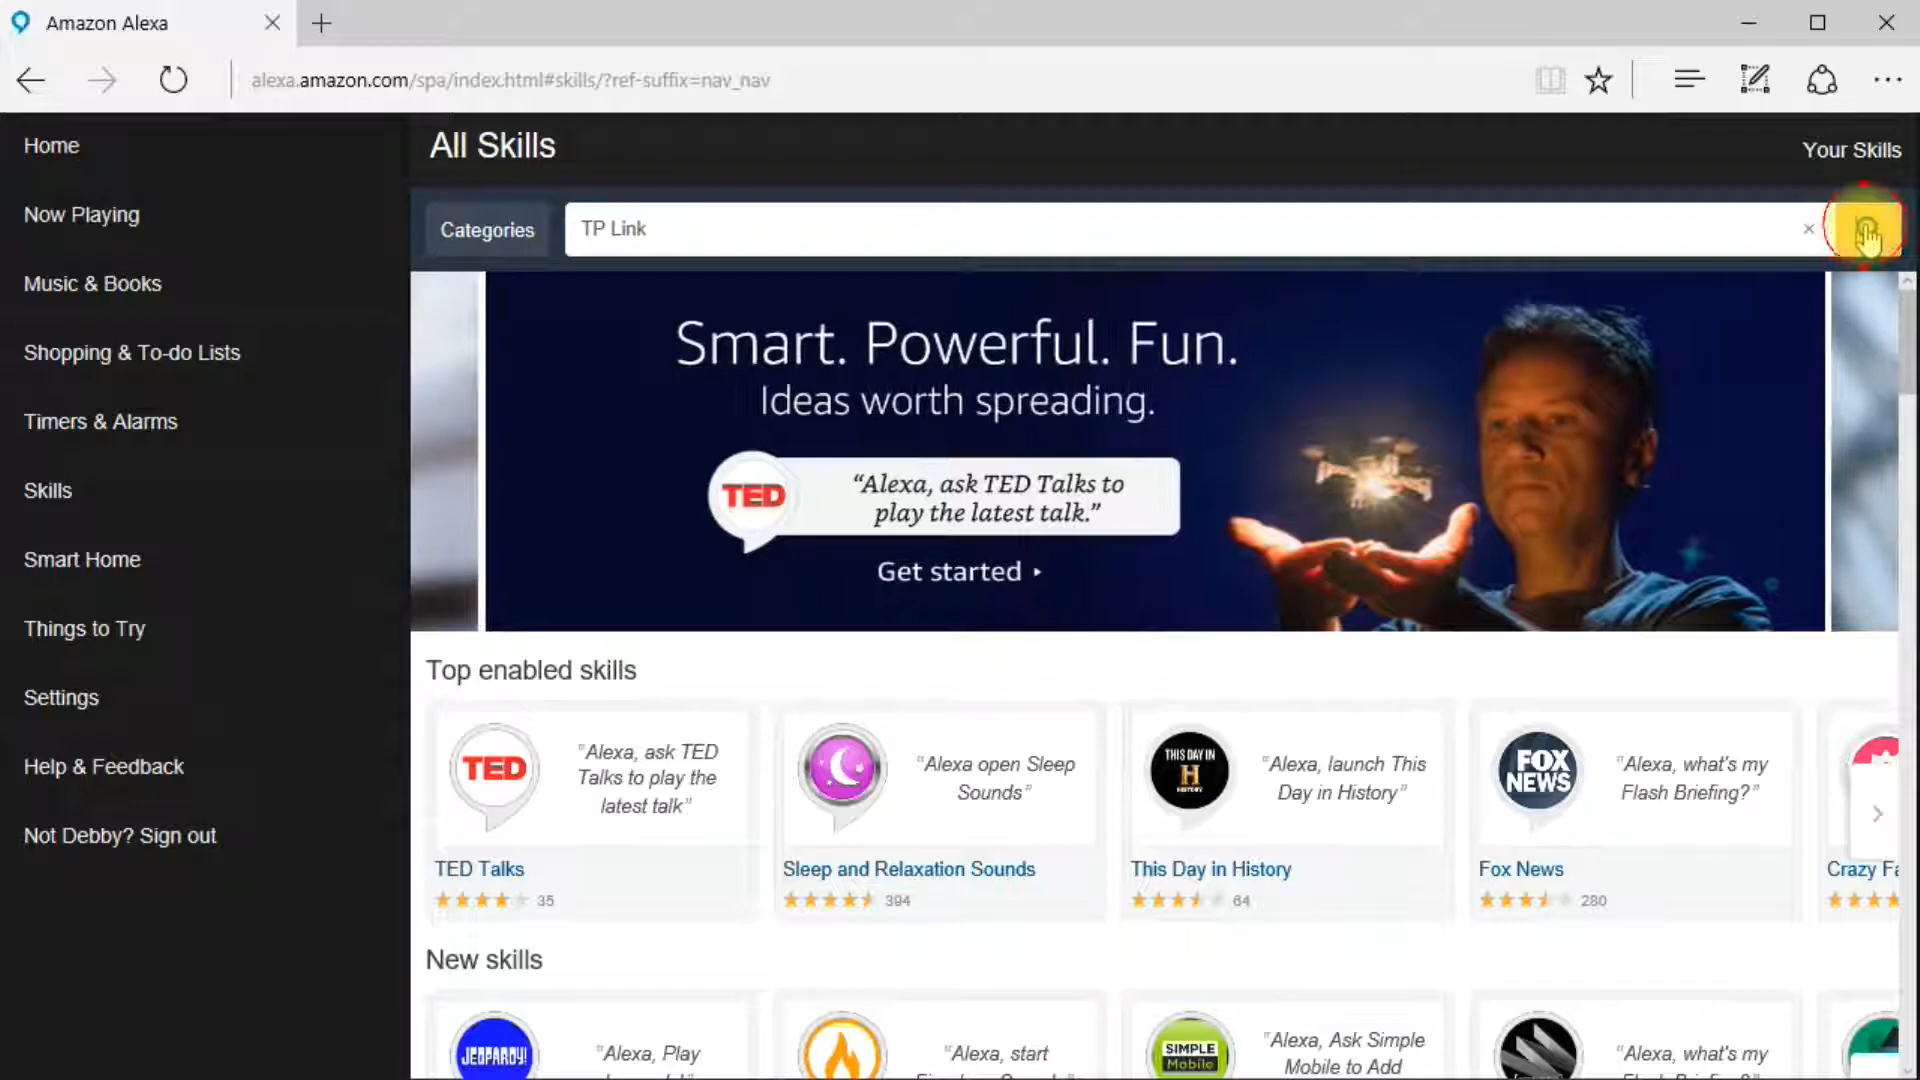 Amazon Alexa
alexa.amazon.com/spa/index.html#skills/?ref-suffix=nav_nav
Home
Now Playing
Music & Books
Shopping & To-do Lists
Timers & Alarms
Skills
Smart Home
Things to Try
Settings
Help & Feedback
Not Debby? Sign out
All Skills
Your Skills
Categories
TP Link
Smart. Powerful. Fun.
Ideas worth spreading.
TED
“Alexa, ask TED Talks to
play the latest talk.”
Get started
Top enabled skills
TED
"Alexa, ask TED
Talks to play the
latest talk"
TED Talks
35
"Alexa open Sleep
Sounds"
Sleep and Relaxation Sounds
394
THIS DAY IN
H
HISTORY
"Alexa, launch This
Day in History"
This Day in History
64
FOX
NEWS
"Alexa, what's my
Flash Briefing?"
Fox News
280
Crazy Fa
New skills
JEOPARDY!
"Alexa, Play
"Alexa, start
SIMPLE
Mobile
"Alexa, Ask Simple
Mobile to Add
"Alexa, what's my